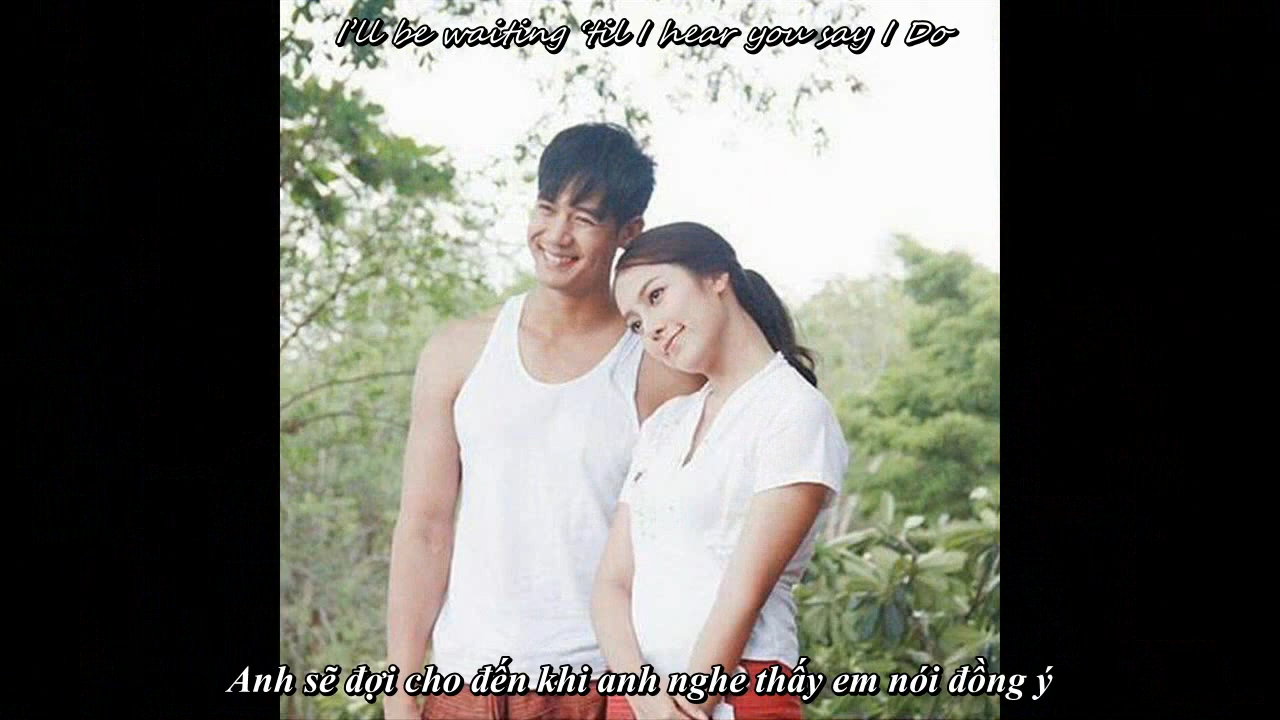 I'll be waiting 'til I hear you say I Do
Anh sẽ đợi cho đến khi anh nghe thấy em nói đồng ý